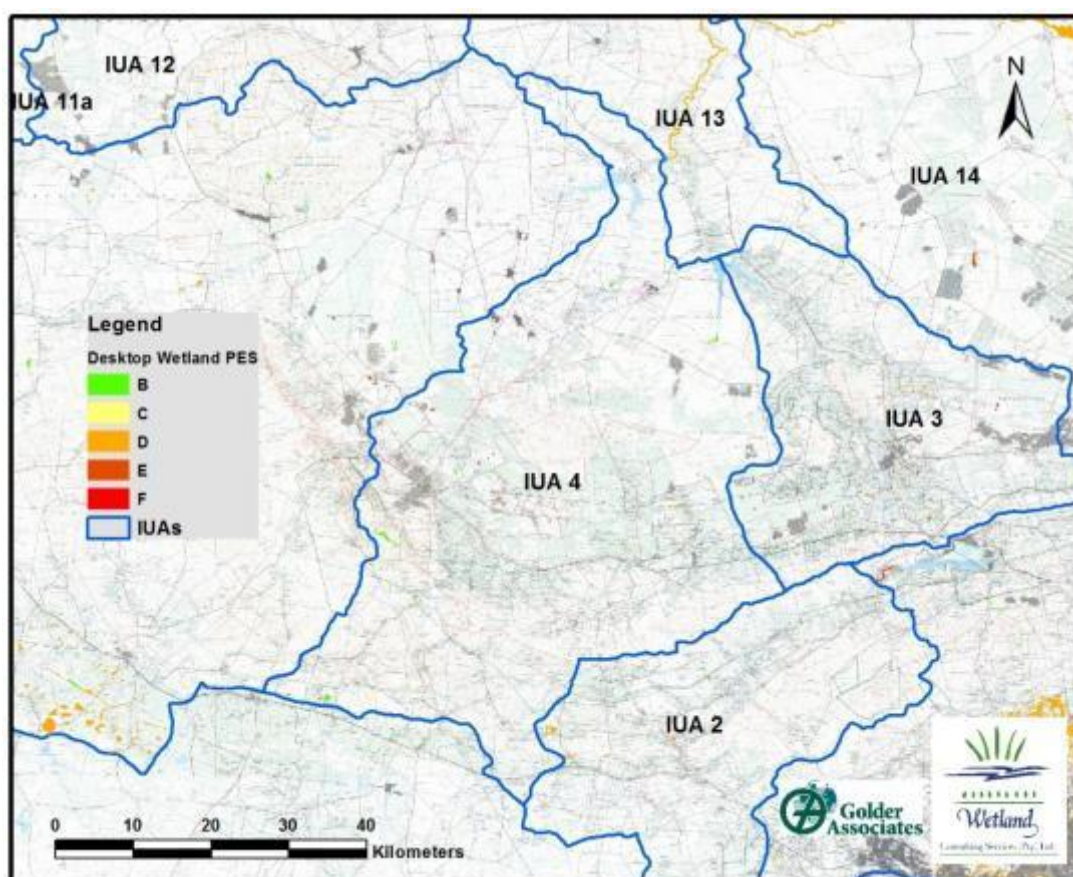 IUA 12
IUA 11a
IUA 13
N
IUA 14
Legend
Desktop Wetland PES
B
C
D
E
F
IUAs
IUA 3
IUA 4
IUA 2
0 10 20 30 40
Kilometers
Golder
Associates
Wetland